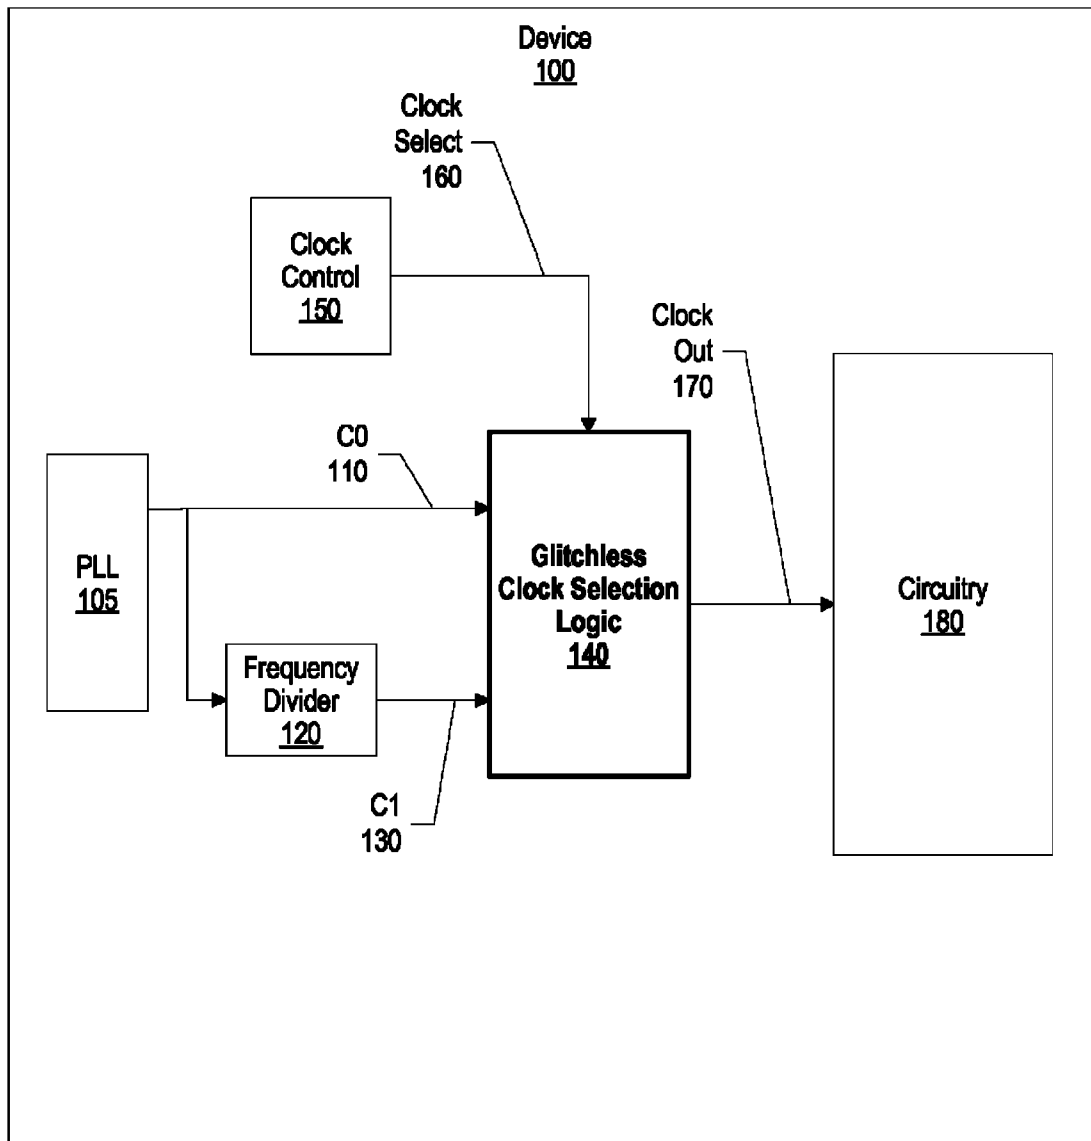 Device
100
Clock
Select
160
Clock
Control
150
Clock
Out
170
C0
110
PLL
105
Glitchless
Clock Selection
Logic
140
Circuitry
180
Frequency
Divider
120
C1
130